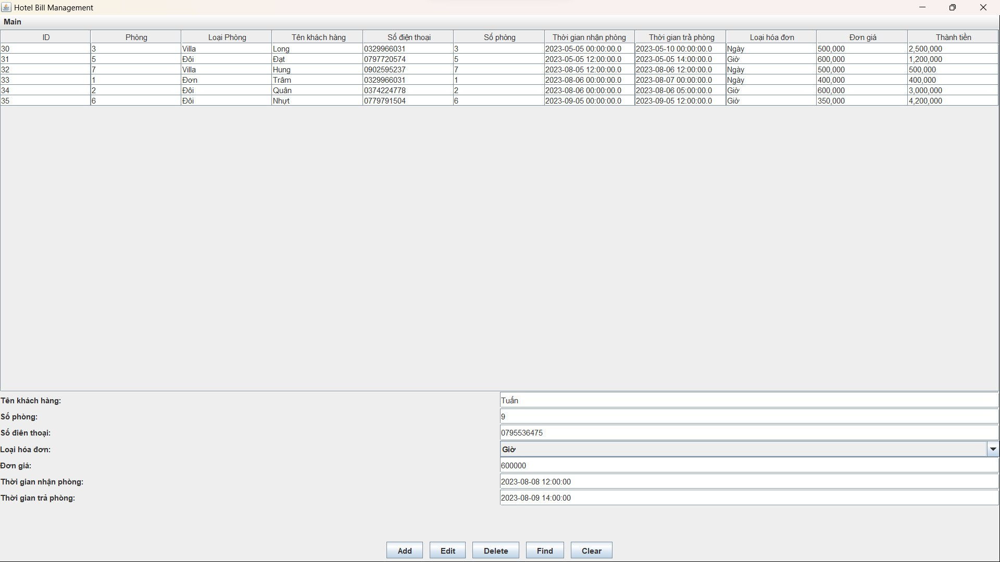 Hotel Bill Management
Main
ID Phòng Loại Phòng Tên khách hàng Số điện thoại Số phòng Thời gian nhận phòng Thời gian trả phòng Loại hóa đơn Đơn giá Thành tiền
30 3 Villa Long 0329966031 3 2023-05-05 00:00:00.0 2023-05-10 00:00:00.0 Ngày 500,000 2,500,000
31 5 Đôi Đạt 0797720574 5 2023-05-05 12:00:00.0 2023-05-05 14:00:00.0 Giờ 600,000 1,200,000
32 7 Villa Hung 0902595237 7 2023-08-05 12:00:00.0 2023-08-06 12:00:00.0 Ngày 500,000 500,000
33 1 Đơn Trâm 0329966031 1 2023-08-06 00:00:00.0 2023-08-07 00:00:00.0 Ngày 400,000 400,000
34 2 Đôi Quân 0374224778 2 2023-08-06 00:00:00.0 2023-08-06 05:00:00.0 Giờ 600,000 3,000,000
35 6 Đôi Nhựt 0779791504 6 2023-09-05 00:00:00.0 2023-09-05 12:00:00.0 Giờ 350,000 4,200,000
Tên khách hàng: Tuấn
Số phòng: 9
Số điên thoại: 0795536475
Loại hóa đơn: Giờ
Đơn giá: 600000
Thời gian nhận phòng: 2023-08-08 12:00:00
Thời gian trả phòng: 2023-08-09 14:00:00
Add Edit Delete Find Clear